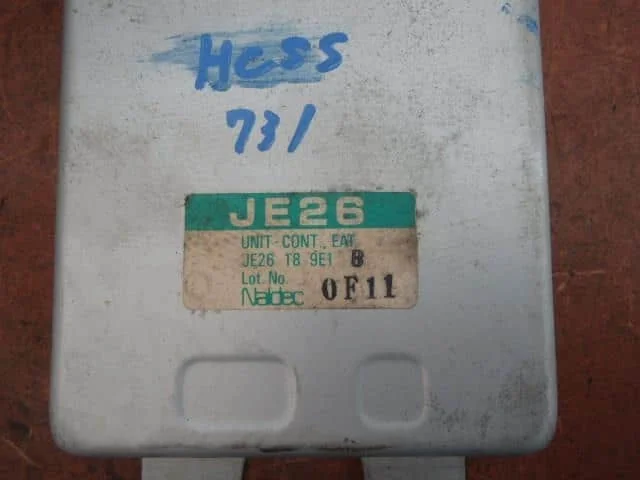 HCSS
731
JE26
UNIT-CONT., EAT
JE26 18 9E1 B
Lot No.
Naldec 0F11